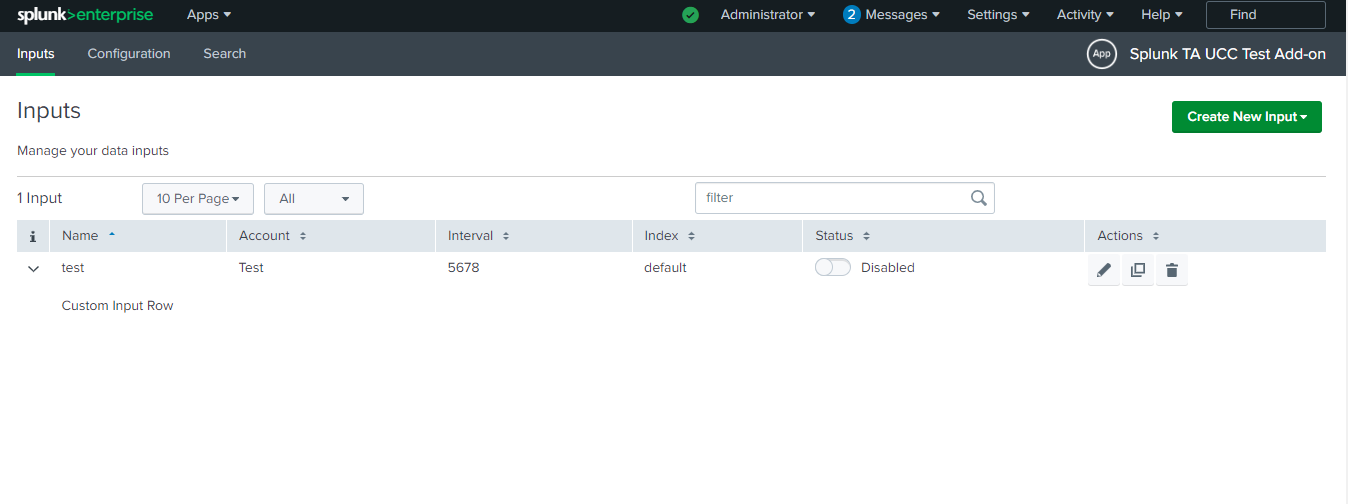 splunk>enterprise Apps Administrator 2 Messages Settings Activity Help Find
Inputs Configuration Search App Splunk TA UCC Test Add-on
Inputs
Create New Input
Manage your data inputs
1 Input 10 Per Page All filter
i Name Account Interval Index Status Actions
test Test 5678 default Disabled
Custom Input Row